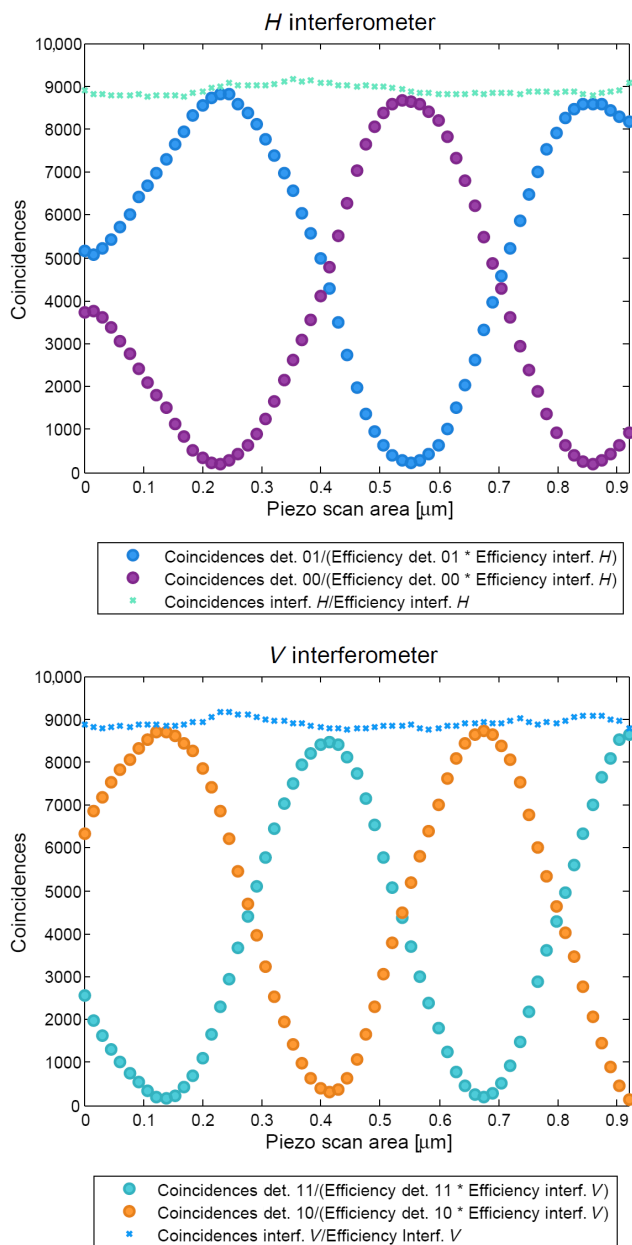 H interferometer
10,000
9000
8000
7000
6000
5000
4000
3000
2000
1000
0
Coincidences
0 0.1 0.2 0.3 0.4 0.5 0.6 0.7 0.8 0.9
Piezo scan area [μm]
Coincidences det. 01/(Efficiency det. 01 * Efficiency interf. H)
Coincidences det. 00/(Efficiency det. 00 * Efficiency interf. H)
Coincidences interf. H/Efficiency interf. H
V interferometer
10,000
9000
8000
7000
6000
5000
4000
3000
2000
1000
0
Coincidences
0 0.1 0.2 0.3 0.4 0.5 0.6 0.7 0.8 0.9
Piezo scan area [μm]
Coincidences det. 11/(Efficiency det. 11 * Efficiency interf. V)
Coincidences det. 10/(Efficiency det. 10 * Efficiency interf. V)
Coincidences interf. V/Efficiency Interf. V